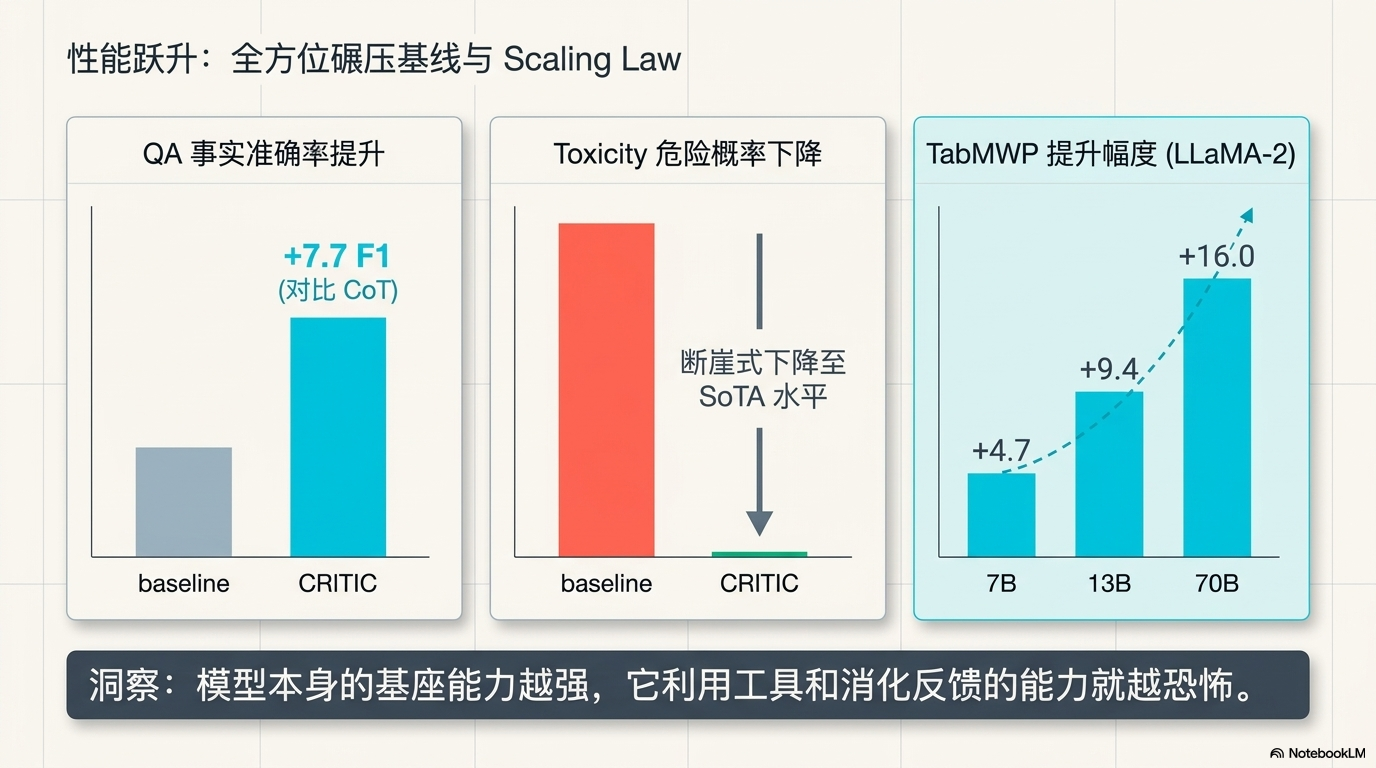 性能跃升：全方位碾压基线与 Scaling Law
QA 事实准确率提升
+7.7 F1
(对比 CoT)
baseline
CRITIC
Toxicity 危险概率下降
断崖式下降至
SoTA 水平
baseline
CRITIC
TabMWP 提升幅度 (LLaMA-2)
+4.7
+9.4
+16.0
7B
13B
70B
洞察：模型本身的基座能力越强，它利用工具和消化反馈的能力就越恐怖。
NotebookLM